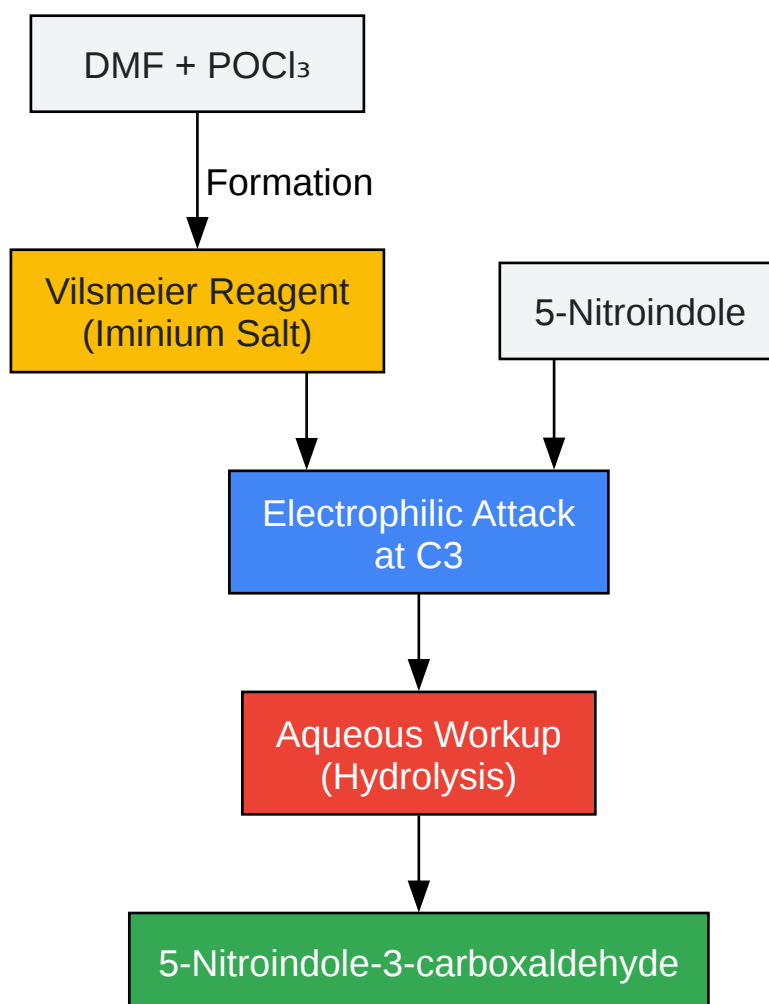 DMF + POCl₃
Formation
Vilsmeier Reagent
(Iminium Salt)
5-Nitroindole
Electrophilic Attack
at C3
Aqueous Workup
(Hydrolysis)
5-Nitroindole-3-carboxaldehyde